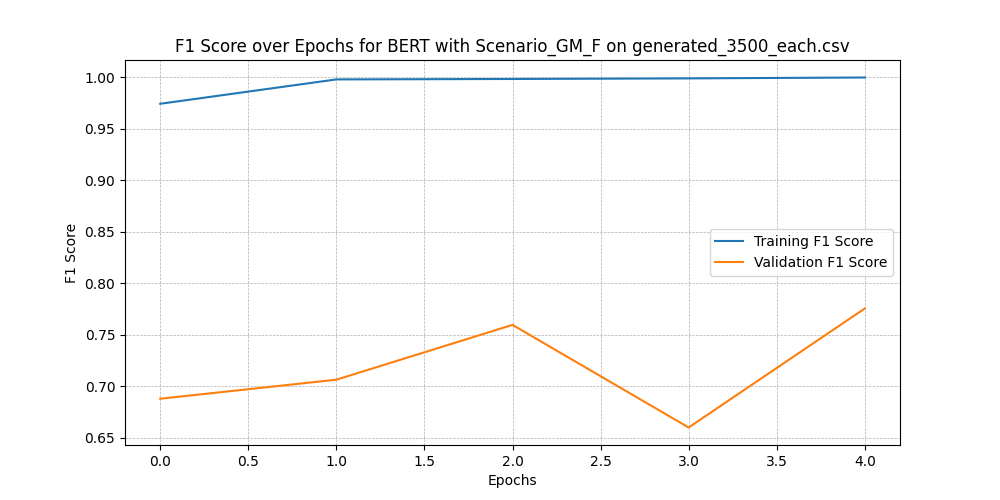 F1 Score over Epochs for BERT with Scenario_GM_F on generated_3500_each.csv
F1 Score
1.00
0.95
0.90
0.85
0.80
0.75
0.70
0.65
Training F1 Score
Validation F1 Score
0.0 0.5 1.0 1.5 2.0 2.5 3.0 3.5 4.0
Epochs